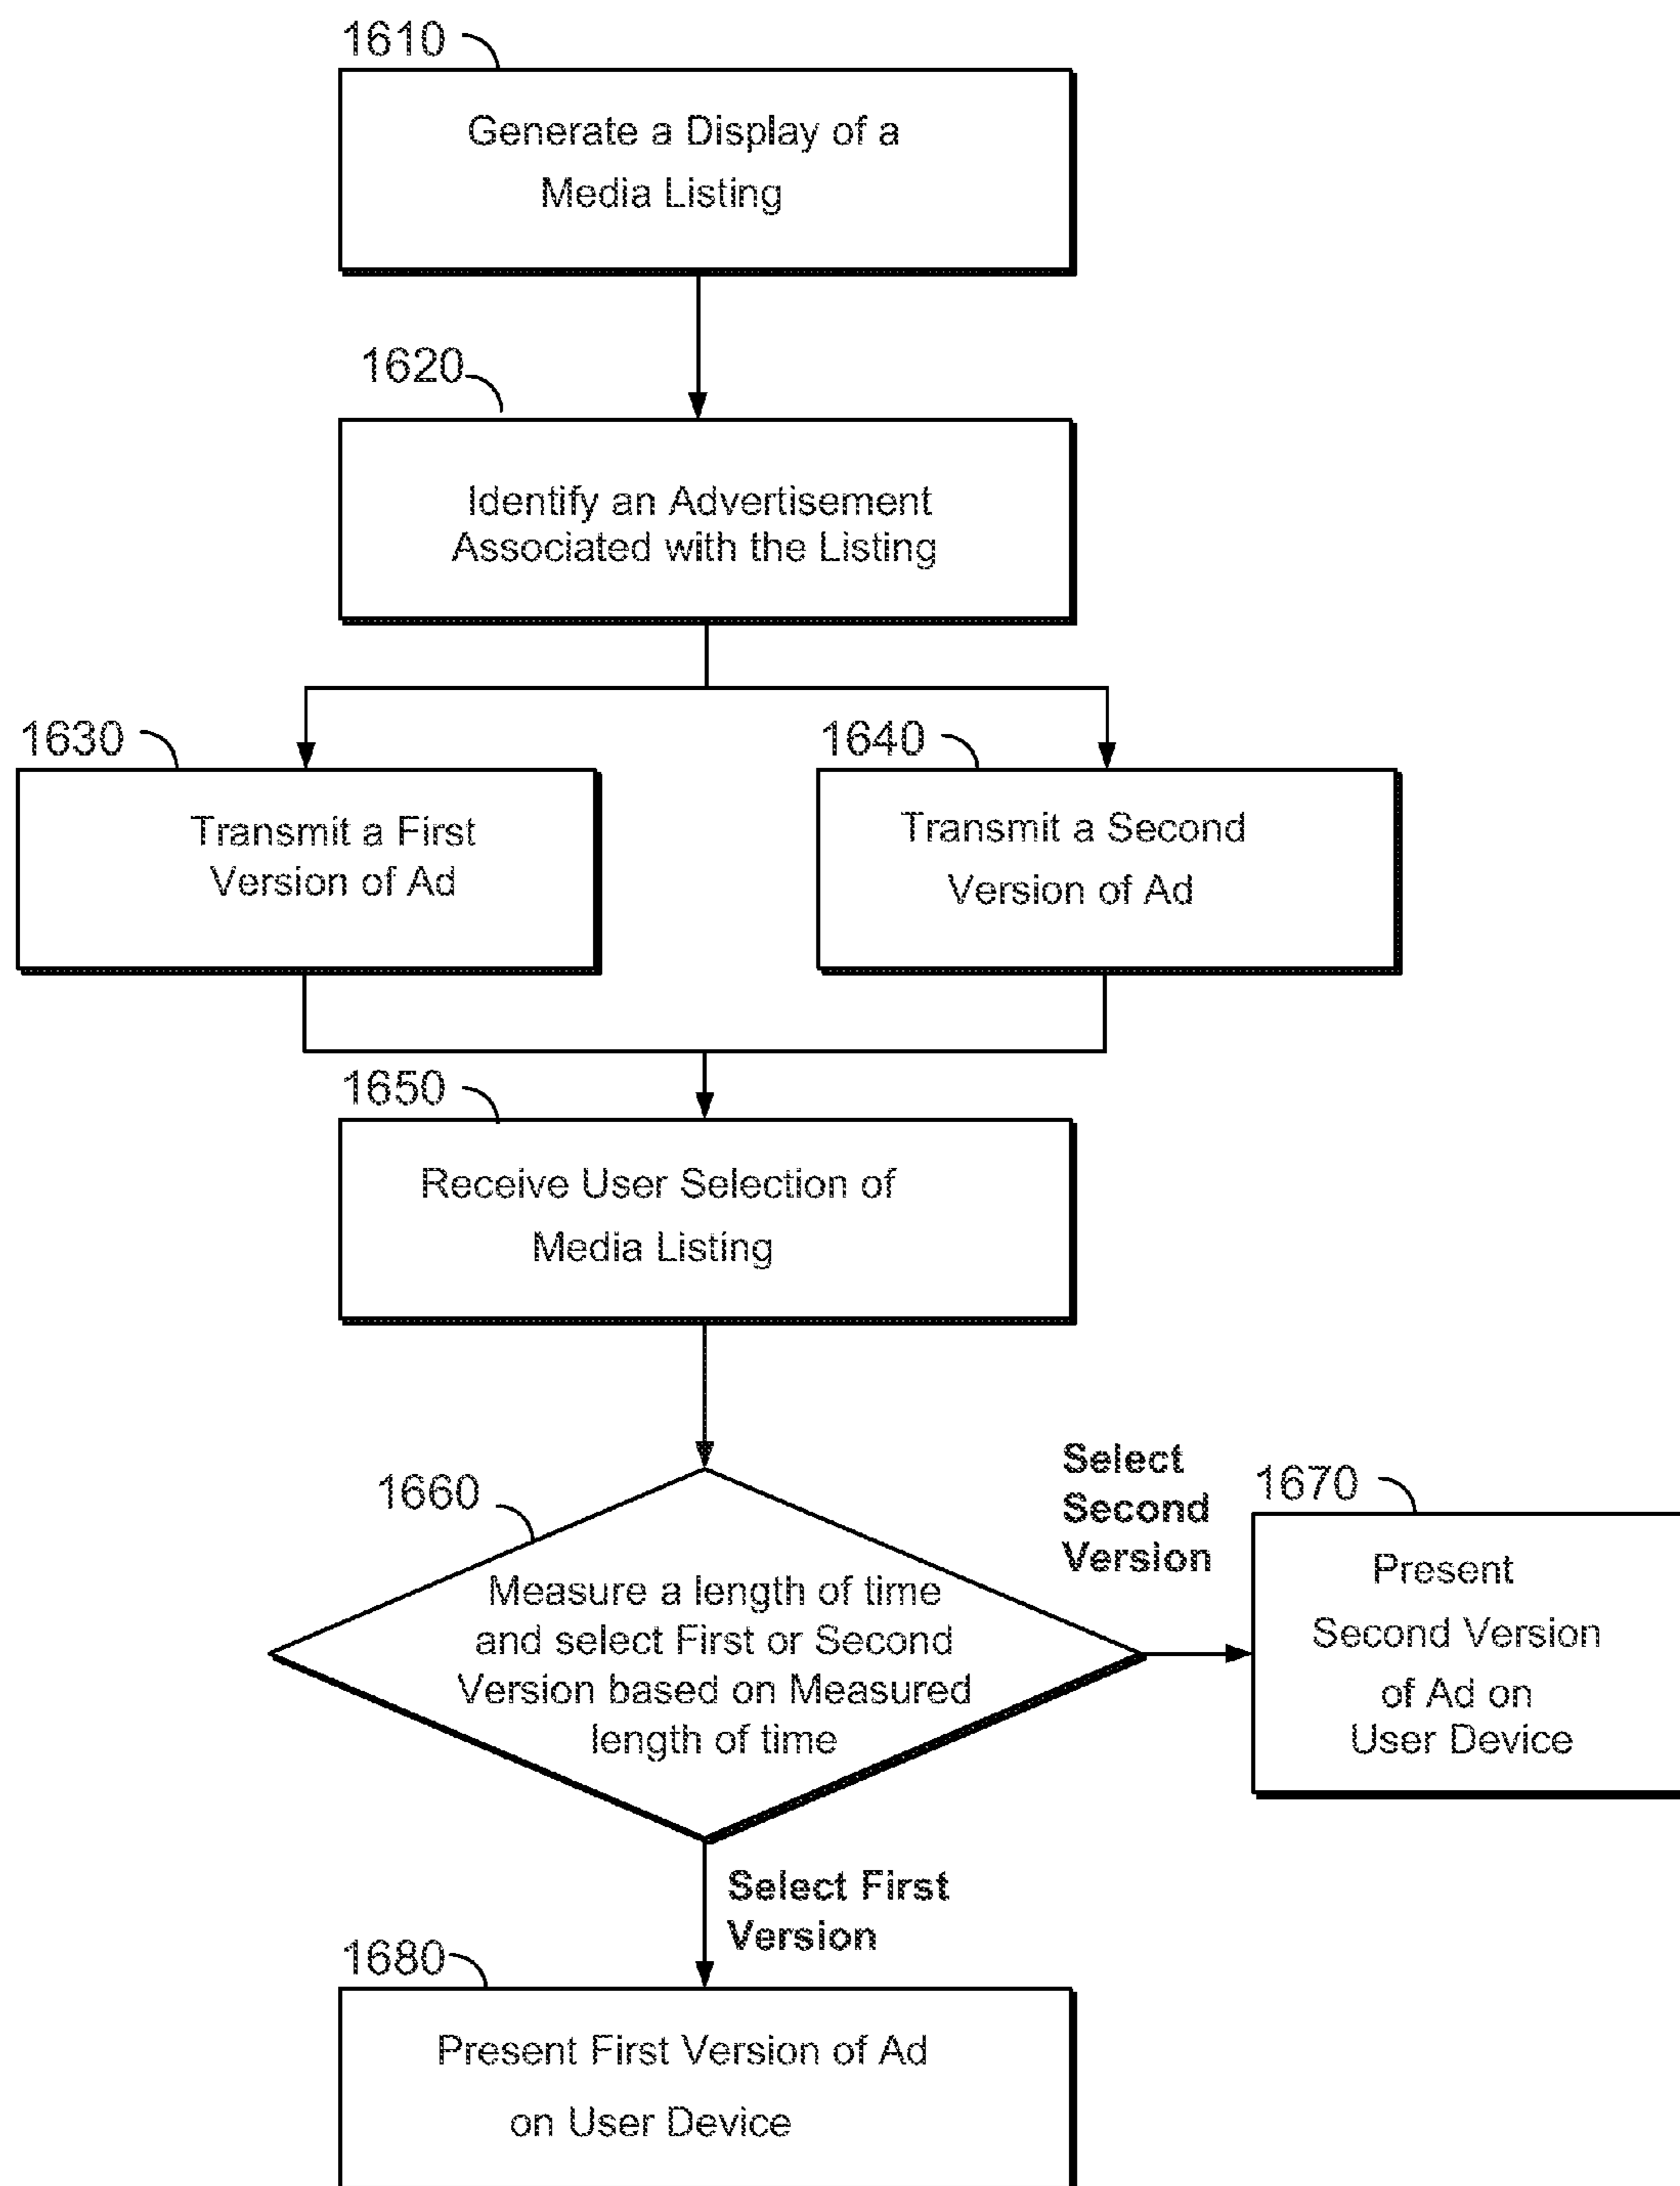 1610
Generate a Display of a
Media Listing
1620
Identify an Advertisement
Associated with the Listing
1630
Transmit a First
Version of Ad
1640
Transmit a Second
Version of Ad
1650
Receive User Selection of
Media Listing
1660
Measure a length of time
and select First or Second
Version based on Measured
length of time
Select
Second
Version
1670
Present
Second Version
of Ad on
User Device
Select First
Version
1680
Present First Version of Ad
on User Device